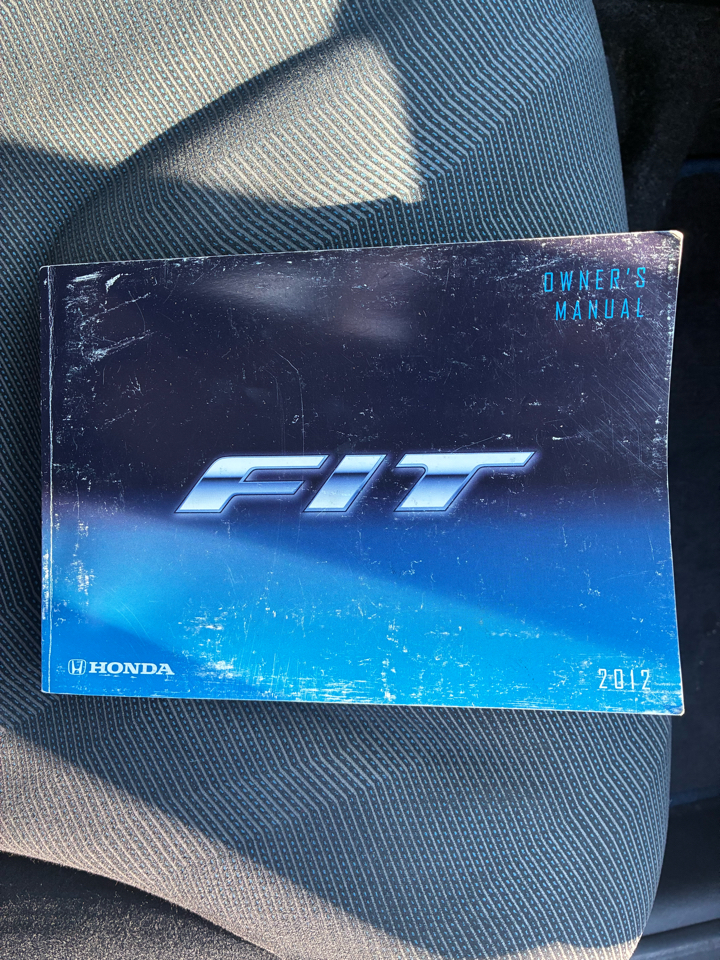 OWNER'S
MANUAL
FIT
HONDA
2012